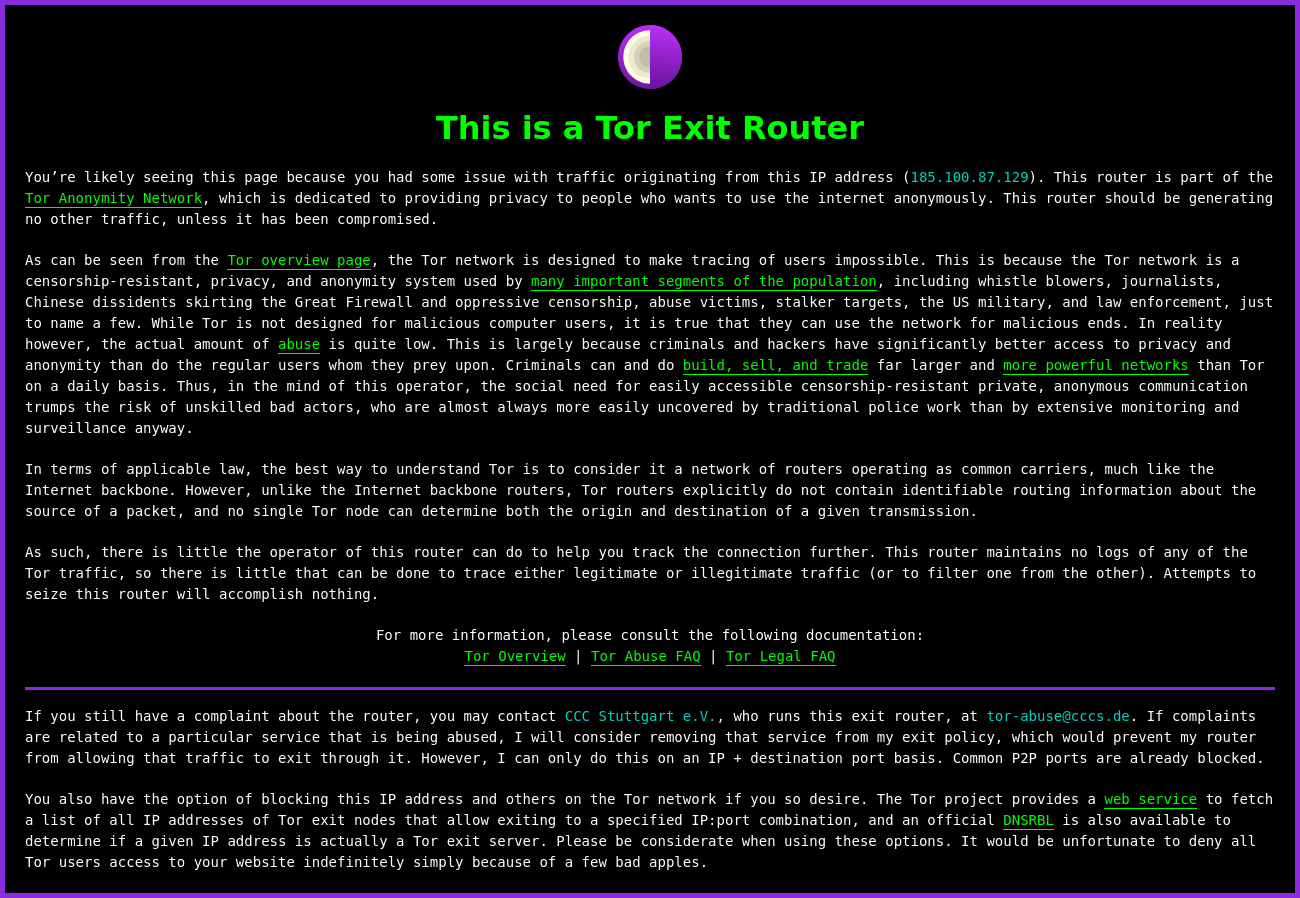 This is a Tor Exit Router
You’re likely seeing this page because you had some issue with traffic originating from this IP address (185.100.87.129). This router is part of the
Tor Anonymity Network, which is dedicated to providing privacy to people who wants to use the internet anonymously. This router should be generating
no other traffic, unless it has been compromised.
As can be seen from the Tor overview page, the Tor network is designed to make tracing of users impossible. This is because the Tor network is a
censorship-resistant, privacy, and anonymity system used by many important segments of the population, including whistle blowers, journalists,
Chinese dissidents skirting the Great Firewall and oppressive censorship, abuse victims, stalker targets, the US military, and law enforcement, just
to name a few. While Tor is not designed for malicious computer users, it is true that they can use the network for malicious ends. In reality
however, the actual amount of abuse is quite low. This is largely because criminals and hackers have significantly better access to privacy and
anonymity than do the regular users whom they prey upon. Criminals can and do build, sell, and trade far larger and more powerful networks than Tor
on a daily basis. Thus, in the mind of this operator, the social need for easily accessible censorship-resistant private, anonymous communication
trumps the risk of unskilled bad actors, who are almost always more easily uncovered by traditional police work than by extensive monitoring and
surveillance anyway.
In terms of applicable law, the best way to understand Tor is to consider it a network of routers operating as common carriers, much like the
Internet backbone. However, unlike the Internet backbone routers, Tor routers explicitly do not contain identifiable routing information about the
source of a packet, and no single Tor node can determine both the origin and destination of a given transmission.
As such, there is little the operator of this router can do to help you track the connection further. This router maintains no logs of any of the
Tor traffic, so there is little that can be done to trace either legitimate or illegitimate traffic (or to filter one from the other). Attempts to
seize this router will accomplish nothing.
For more information, please consult the following documentation:
Tor Overview | Tor Abuse FAQ | Tor Legal FAQ
If you still have a complaint about the router, you may contact CCC Stuttgart e.V., who runs this exit router, at tor-abuse@cccs.de. If complaints
are related to a particular service that is being abused, I will consider removing that service from my exit policy, which would prevent my router
from allowing that traffic to exit through it. However, I can only do this on an IP + destination port basis. Common P2P ports are already blocked.
You also have the option of blocking this IP address and others on the Tor network if you so desire. The Tor project provides a web service to fetch
a list of all IP addresses of Tor exit nodes that allow exiting to a specified IP:port combination, and an official DNSRBL is also available to
determine if a given IP address is actually a Tor exit server. Please be considerate when using these options. It would be unfortunate to deny all
Tor users access to your website indefinitely simply because of a few bad apples.